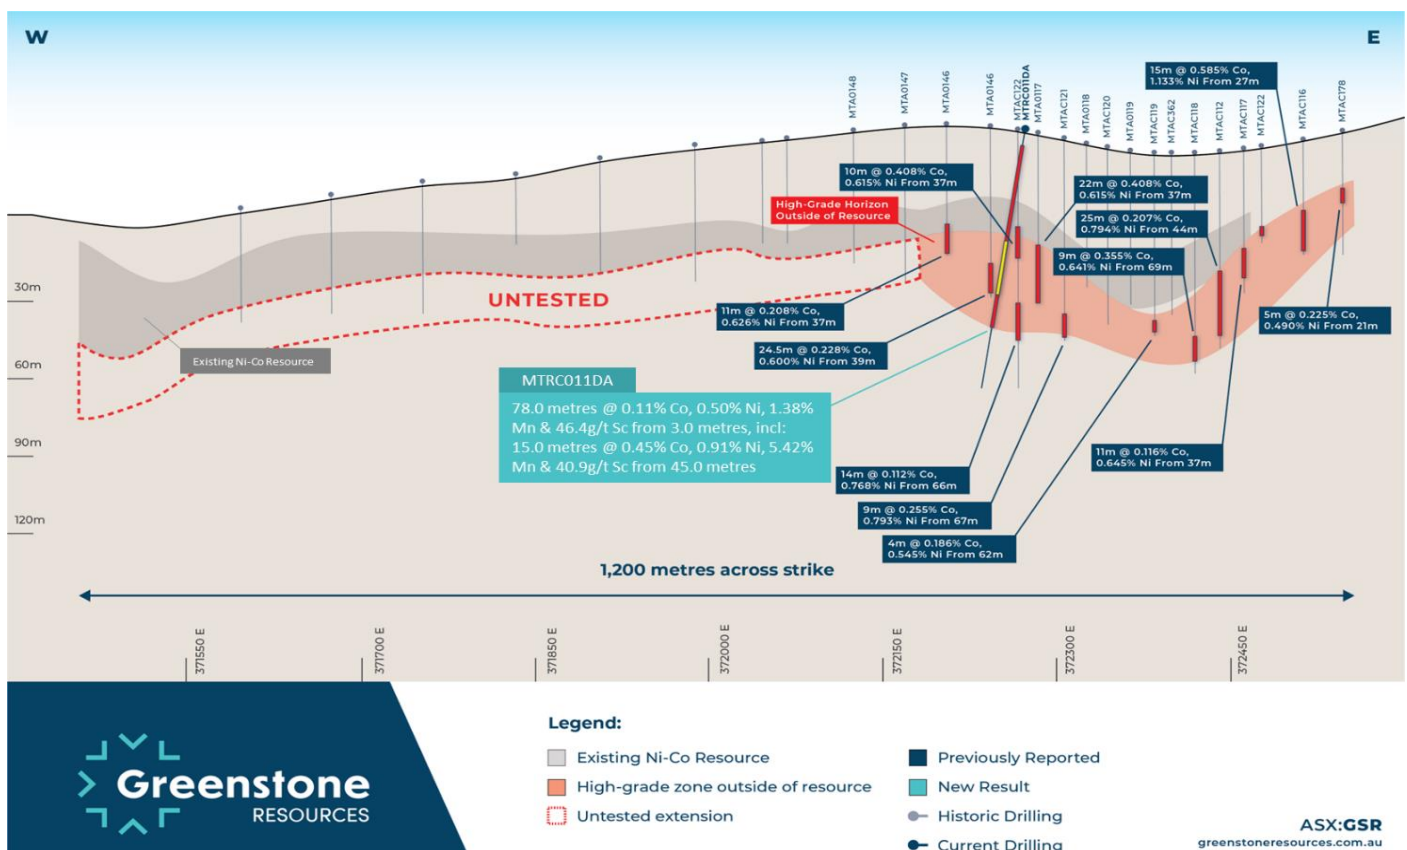 W
E
MTA0148
MTA0147
MTA0146
MTA0146
MTAC122
MTRC011DA
MTA0117
MTAC121
MTA0118
MTAC120
MTA0119
MTAC119
MTAC362
MTAC118
MTAC112
MTAC117
MTAC122
MTAC116
MTAC178
15m @ 0.585% Co,
1.133% Ni From 27m
10m @ 0.408% Co,
0.615% Ni From 37m
22m @ 0.408% Co,
0.615% Ni From 37m
High-Grade Horizon
Outside of Resource
25m @ 0.207% Co,
0.794% Ni From 44m
9m @ 0.355% Co,
0.641% Ni From 69m
30m
UNTESTED
11m @ 0.208% Co,
0.626% Ni From 37m
5m @ 0.225% Co,
0.490% Ni From 21m
Existing Ni-Co Resource
24.5m @ 0.228% Co,
0.600% Ni From 39m
60m
MTRC011DA
78.0 metres @ 0.11% Co, 0.50% Ni, 1.38%
Mn & 46.4g/t Sc from 3.0 metres, incl:
15.0 metres @ 0.45% Co, 0.91% Ni, 5.42%
Mn & 40.9g/t Sc from 45.0 metres
90m
11m @ 0.116% Co,
0.645% Ni From 37m
14m @ 0.112% Co,
0.768% Ni From 66m
9m @ 0.255% Co,
0.793% Ni From 67m
120m
4m @ 0.186% Co,
0.545% Ni From 62m
1,200 metres across strike
371550 E
371700 E
371850 E
372000 E
372150 E
372300 E
372450 E
Greenstone
RESOURCES
Legend:
Existing Ni-Co Resource
High-grade zone outside of resource
Untested extension
Previously Reported
New Result
Historic Drilling
Current Drilling
ASX:GSR
greenstoneresources.com.au